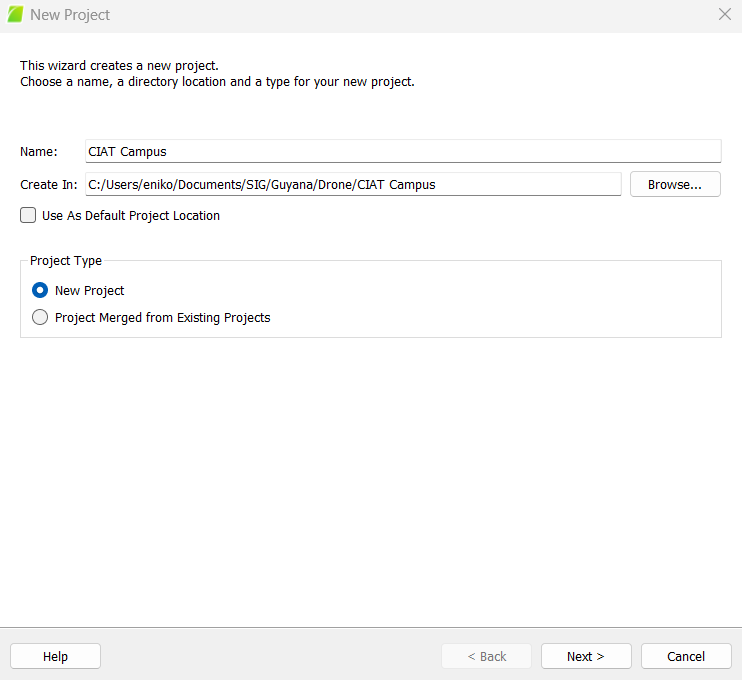 New Project
This wizard creates a new project.
Choose a name, a directory location and a type for your new project.
Name: CIAT Campus
Create In: C:/Users/eniko/Documents/SIG/Guyana/Drone/CIAT Campus Browse...
Use As Default Project Location
Project Type
New Project
Project Merged from Existing Projects
Help < Back Next > Cancel